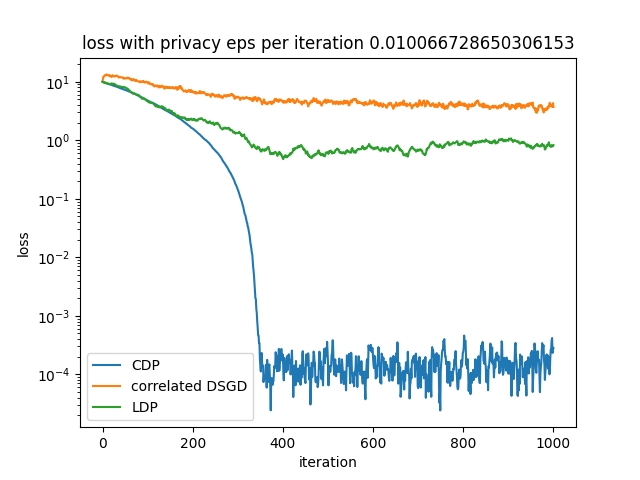 loss with privacy eps per iteration 0.010066728650306153
10¹
10⁰
10⁻¹
10⁻²
10⁻³
10⁻⁴
loss
CDP
correlated DSGD
LDP
0 200 400 600 800 1000
iteration